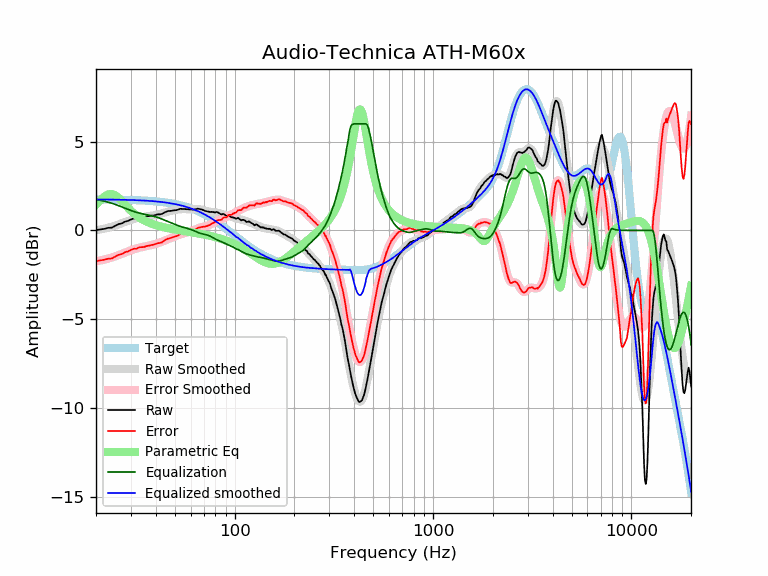 Audio-Technica ATH-M60x
Amplitude (dBr)
5
0
−5
−10
−15
Target
Raw Smoothed
Error Smoothed
Raw
Error
Parametric Eq
Equalization
Equalized smoothed
100
1000
10000
Frequency (Hz)